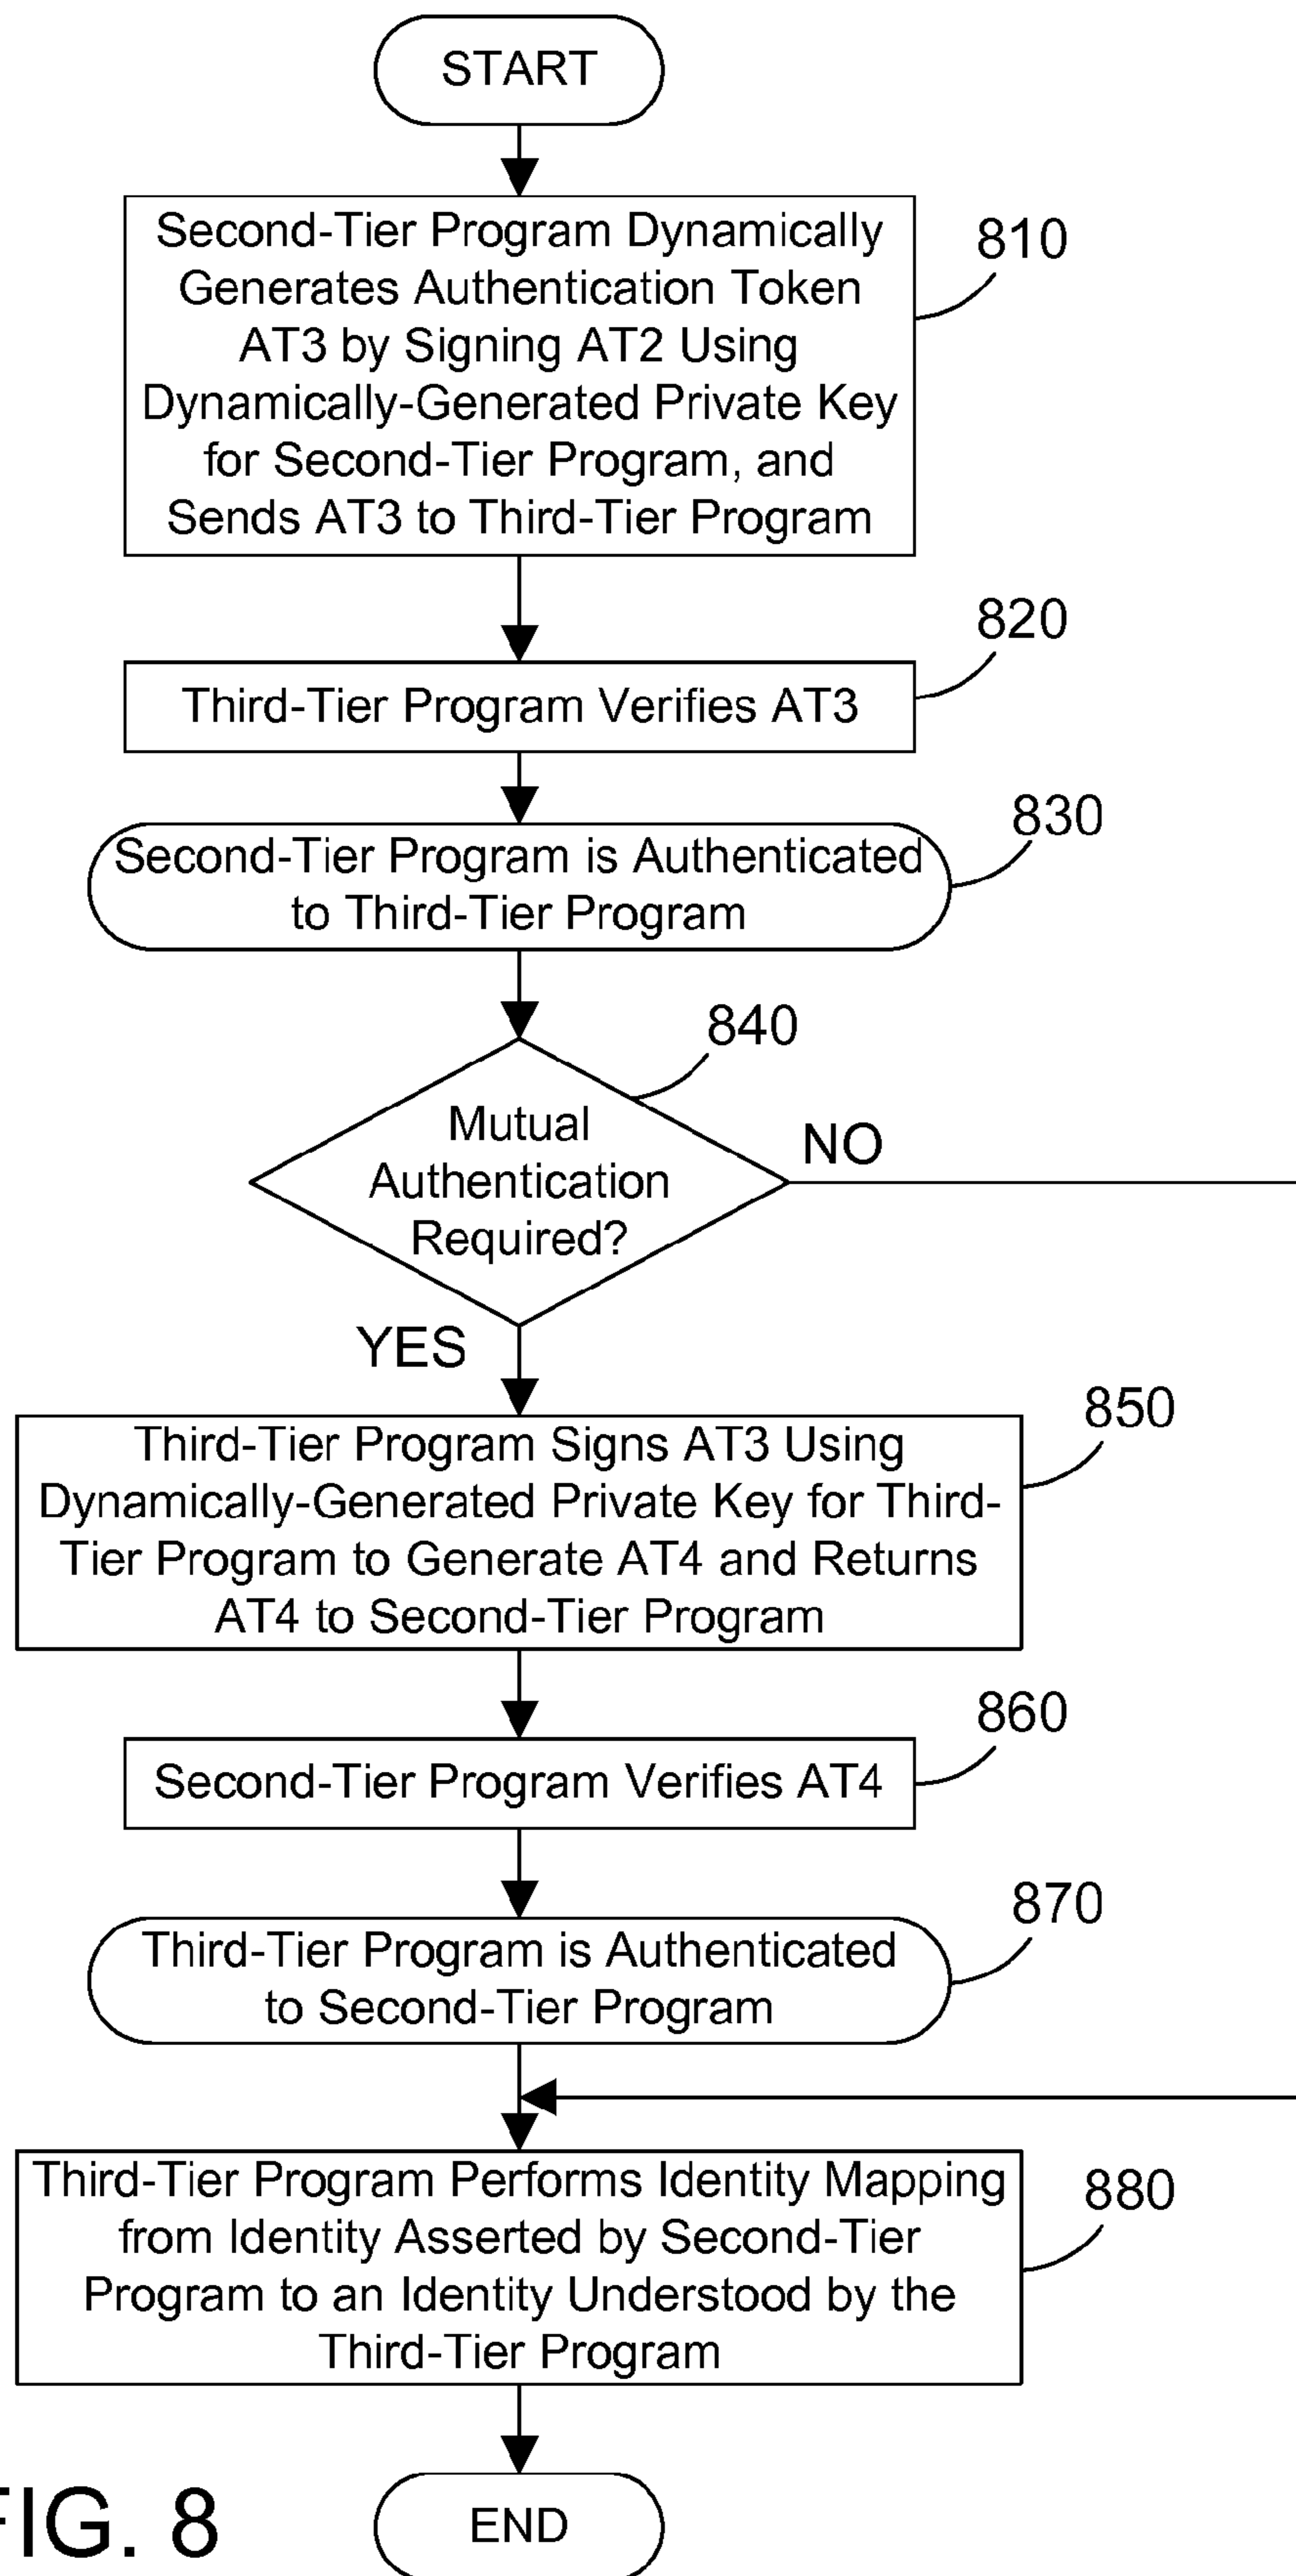 START
Second-Tier Program Dynamically
Generates Authentication Token
AT3 by Signing AT2 Using
Dynamically-Generated Private Key
for Second-Tier Program, and
Sends AT3 to Third-Tier Program
810
Third-Tier Program Verifies AT3
820
Second-Tier Program is Authenticated
to Third-Tier Program
830
Mutual
Authentication
Required?
840
NO
YES
Third-Tier Program Signs AT3 Using
Dynamically-Generated Private Key for Third-
Tier Program to Generate AT4 and Returns
AT4 to Second-Tier Program
850
Second-Tier Program Verifies AT4
860
Third-Tier Program is Authenticated
to Second-Tier Program
870
Third-Tier Program Performs Identity Mapping
from Identity Asserted by Second-Tier
Program to an Identity Understood by the
Third-Tier Program
880
END
FIG. 8